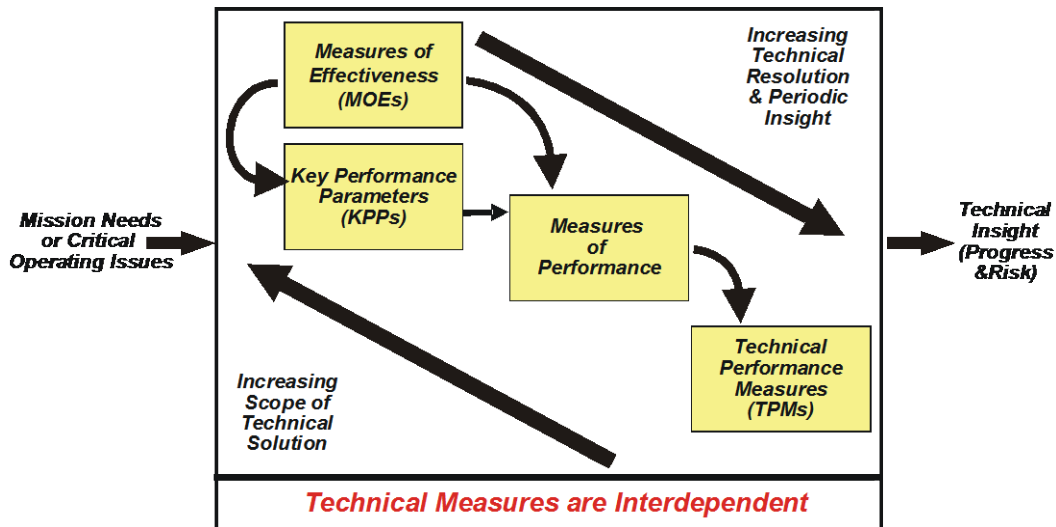 Measures of
Effectiveness
(MOEs)
Increasing
Technical
Resolution
& Periodic
Insight
Key Performance
Parameters
(KPPs)
Mission Needs
or Critical
Operating Issues
Measures
of
Performance
Technical
Insight
(Progress
&Risk)
Technical
Performance
Measures
(TPMs)
Increasing
Scope of
Technical
Solution
Technical Measures are Interdependent